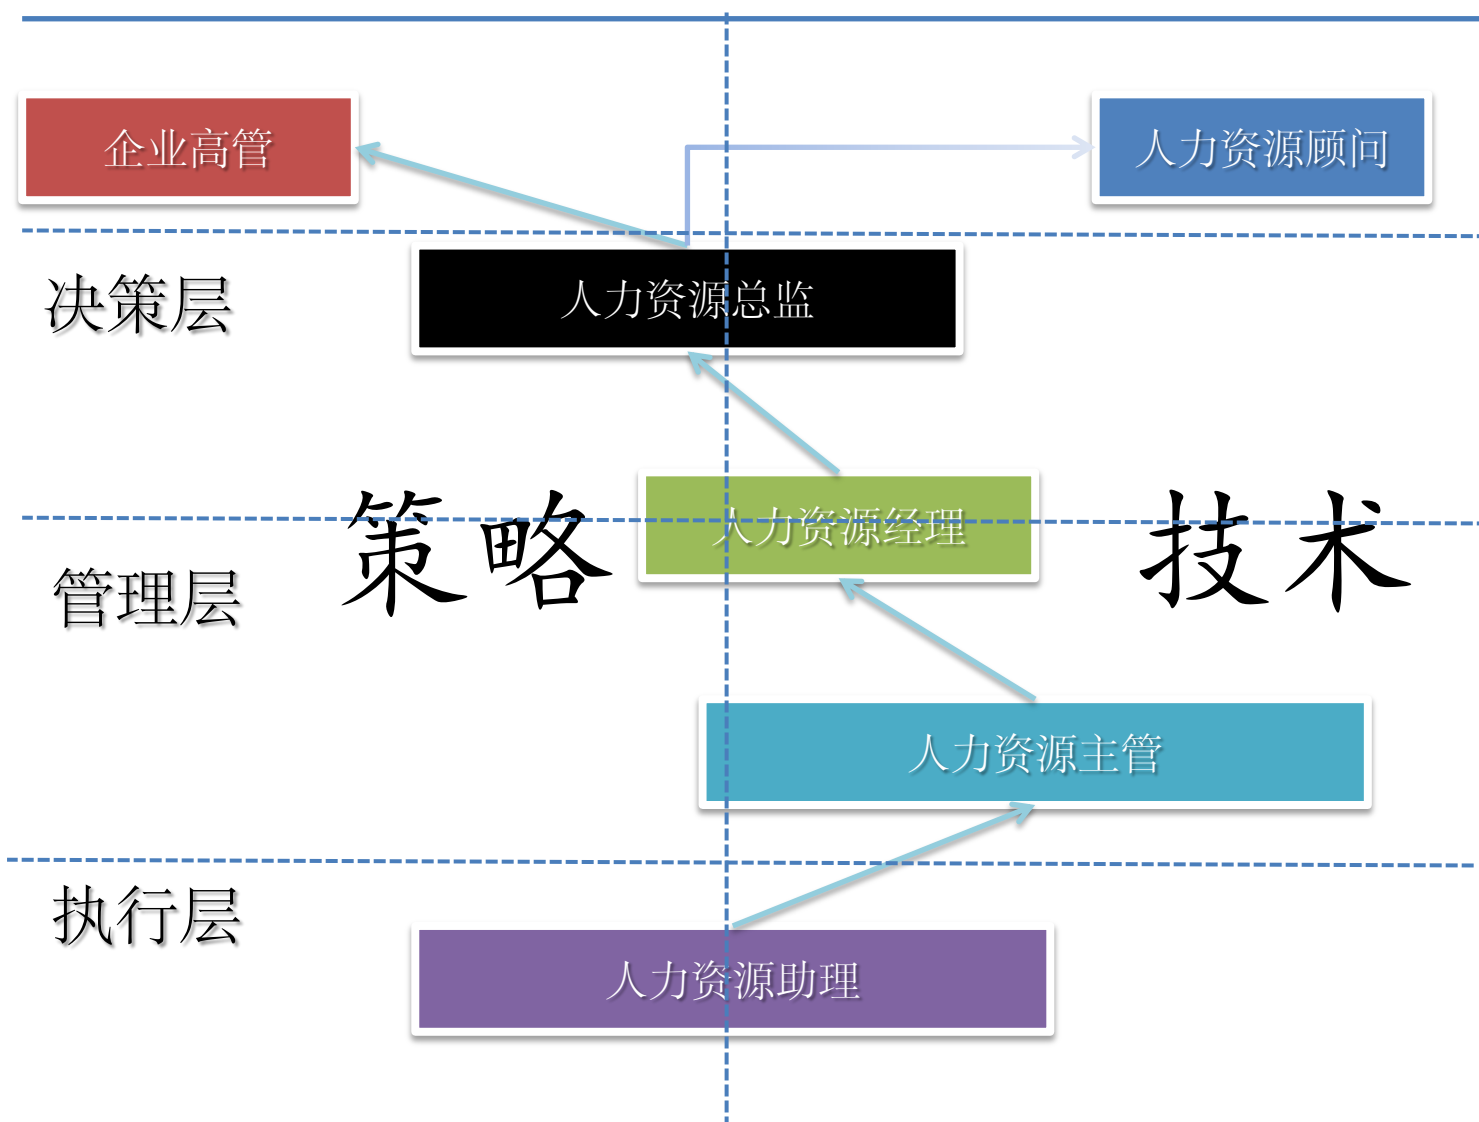 企业高管
人力资源顾问
决策层
人力资源总监
策略
人力资源经理
技术
管理层
人力资源主管
执行层
人力资源助理